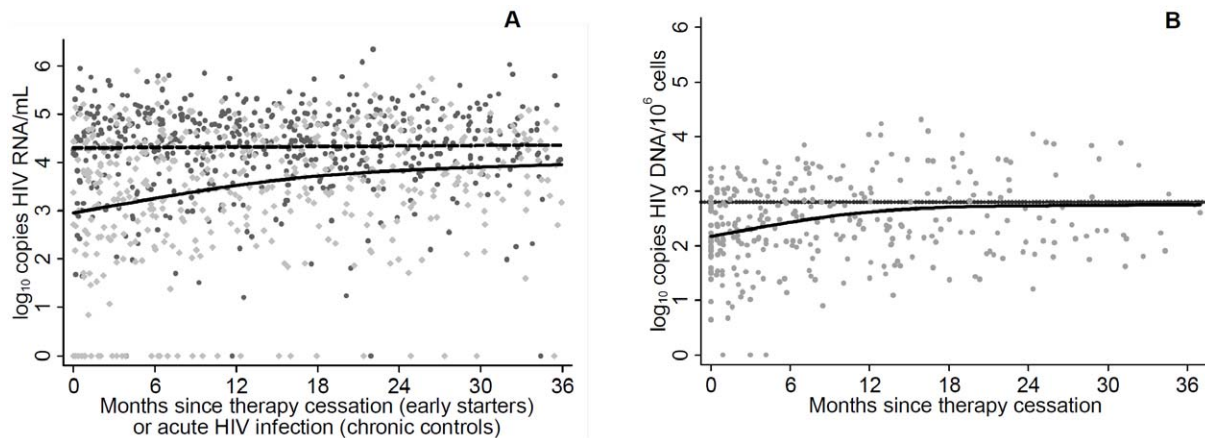 A
log₁₀ copies HIV RNA/mL
6
5
4
3
2
1
0
0 6 12 18 24 30 36
Months since therapy cessation (early starters)
or acute HIV infection (chronic controls)
B
log₁₀ copies HIV DNA/10⁶ cells
6
5
4
3
2
1
0
0 6 12 18 24 30 36
Months since therapy cessation